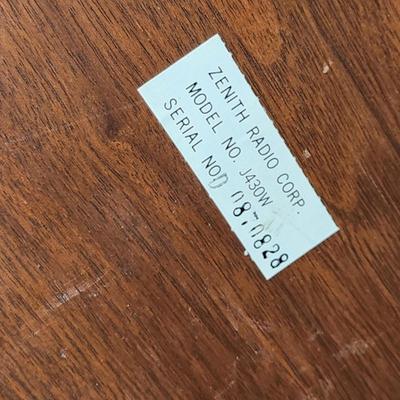 ZENITH RADIO CORP.
MODEL NO. J430W
SERIAL NO.